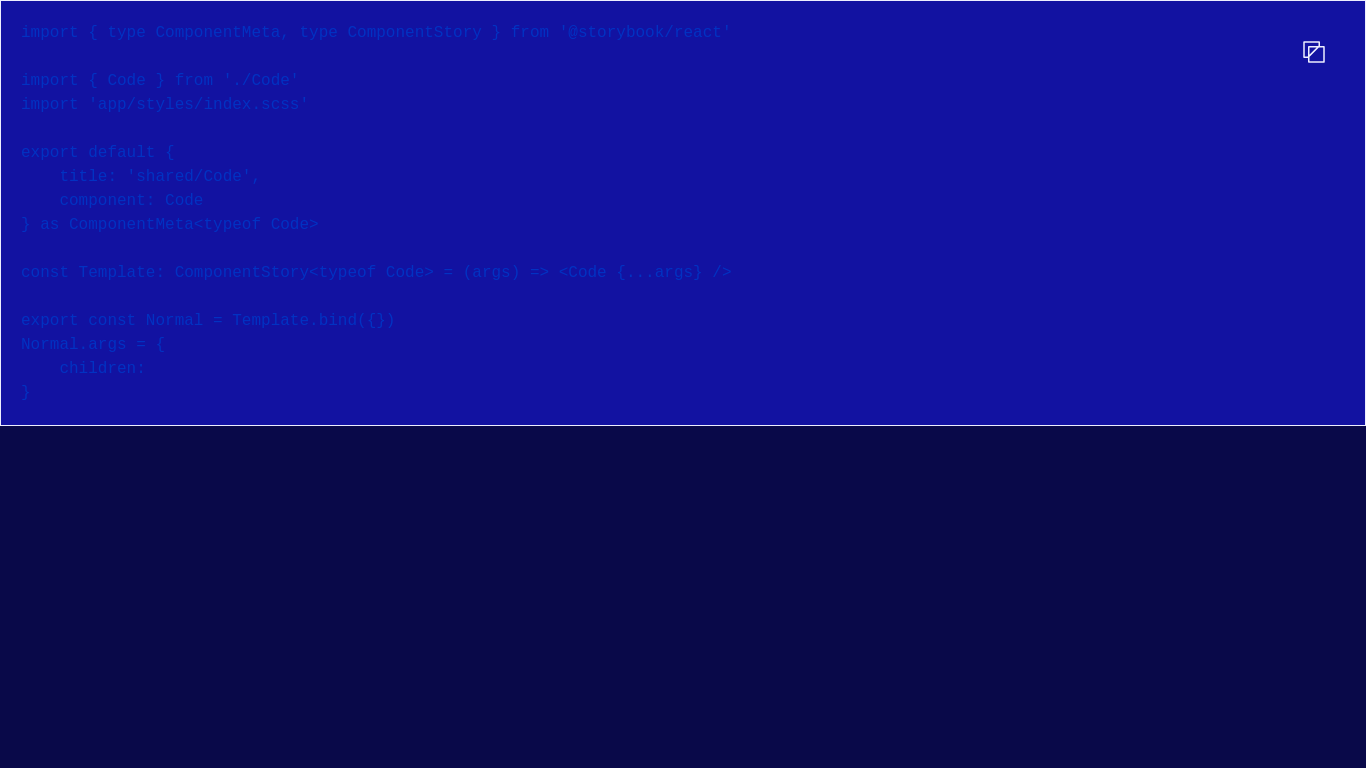 import { type ComponentMeta, type ComponentStory } from '@storybook/react'

import { Code } from './Code'
import 'app/styles/index.scss'

export default {
    title: 'shared/Code',
    component: Code
} as ComponentMeta<typeof Code>

const Template: ComponentStory<typeof Code> = (args) => <Code {...args} />

export const Normal = Template.bind({})
Normal.args = {
    children:
}